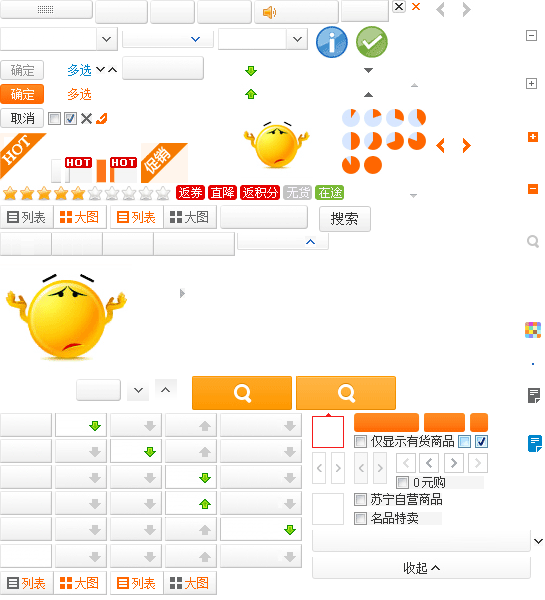 确定 多选
确定 多选
取消
HOT
HOT HOT 促销
返券 直降 返积分 无货 在途
列表 大图 列表 大图 搜索
仅显示有货商品
0元购
苏宁自营商品
名品特卖
收起
列表 大图 列表 大图